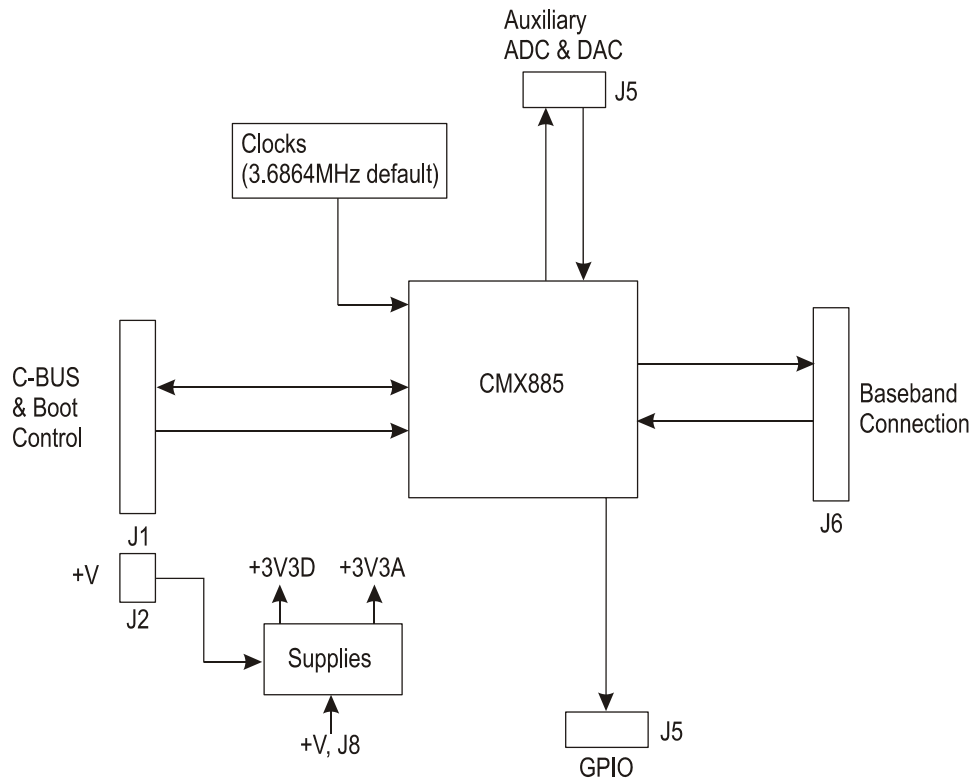 Auxiliary
ADC & DAC
J5
Clocks
(3.6864MHz default)
C-BUS
& Boot
Control
J1
CMX885
Baseband
Connection
J6
+V
J2
+3V3D
+3V3A
Supplies
+V, J8
J5
GPIO